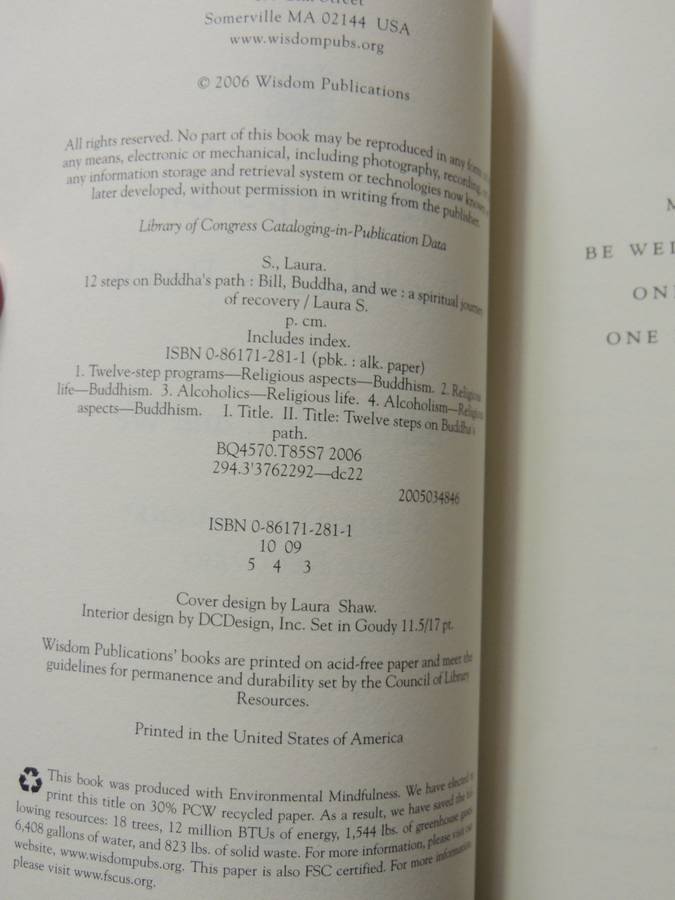 Street
Somerville MA 02144 USA
www.wisdompubs.org
© 2006 Wisdom Publications
All rights reserved. No part of this book may be reproduced in any form
any means, electronic or mechanical, including photography, recording,
any information storage and retrieval system or technologies now known
later developed, without permission in writing from the publisher.
Library of Congress Cataloging-in-Publication Data
S., Laura.
12 steps on Buddha's path : Bill, Buddha, and we : a spiritual journey
of recovery / Laura S.
p. cm.
Includes index.
ISBN 0-86171-281-1 (pbk. : alk. paper)
1. Twelve-step programs—Religious aspects—Buddhism. 2. Religious
life—Buddhism. 3. Alcoholics—Religious life. 4. Alcoholism—Religious
aspects—Buddhism. I. Title. II. Title: Twelve steps on Buddha's
path.
BQ4570.T85S7 2006
294.3'3762292—dc22
2005034846
ISBN 0-86171-281-1
10 09
5 4 3
Cover design by Laura Shaw.
Interior design by DCDesign, Inc. Set in Goudy 11.5/17 pt.
Wisdom Publications' books are printed on acid-free paper and meet the
guidelines for permanence and durability set by the Council of Library
Resources.
Printed in the United States of America
This book was produced with Environmental Mindfulness. We have elected to
print this title on 30% PCW recycled paper. As a result, we have saved the fol-
lowing resources: 18 trees, 12 million BTUs of energy, 1,544 lbs. of greenhouse gases,
6,408 gallons of water, and 823 lbs. of solid waste. For more information, please visit our
website, www.wisdompubs.org. This paper is also FSC certified. For more information,
please visit www.fscus.org.
M
BE WEL
ON
ONE